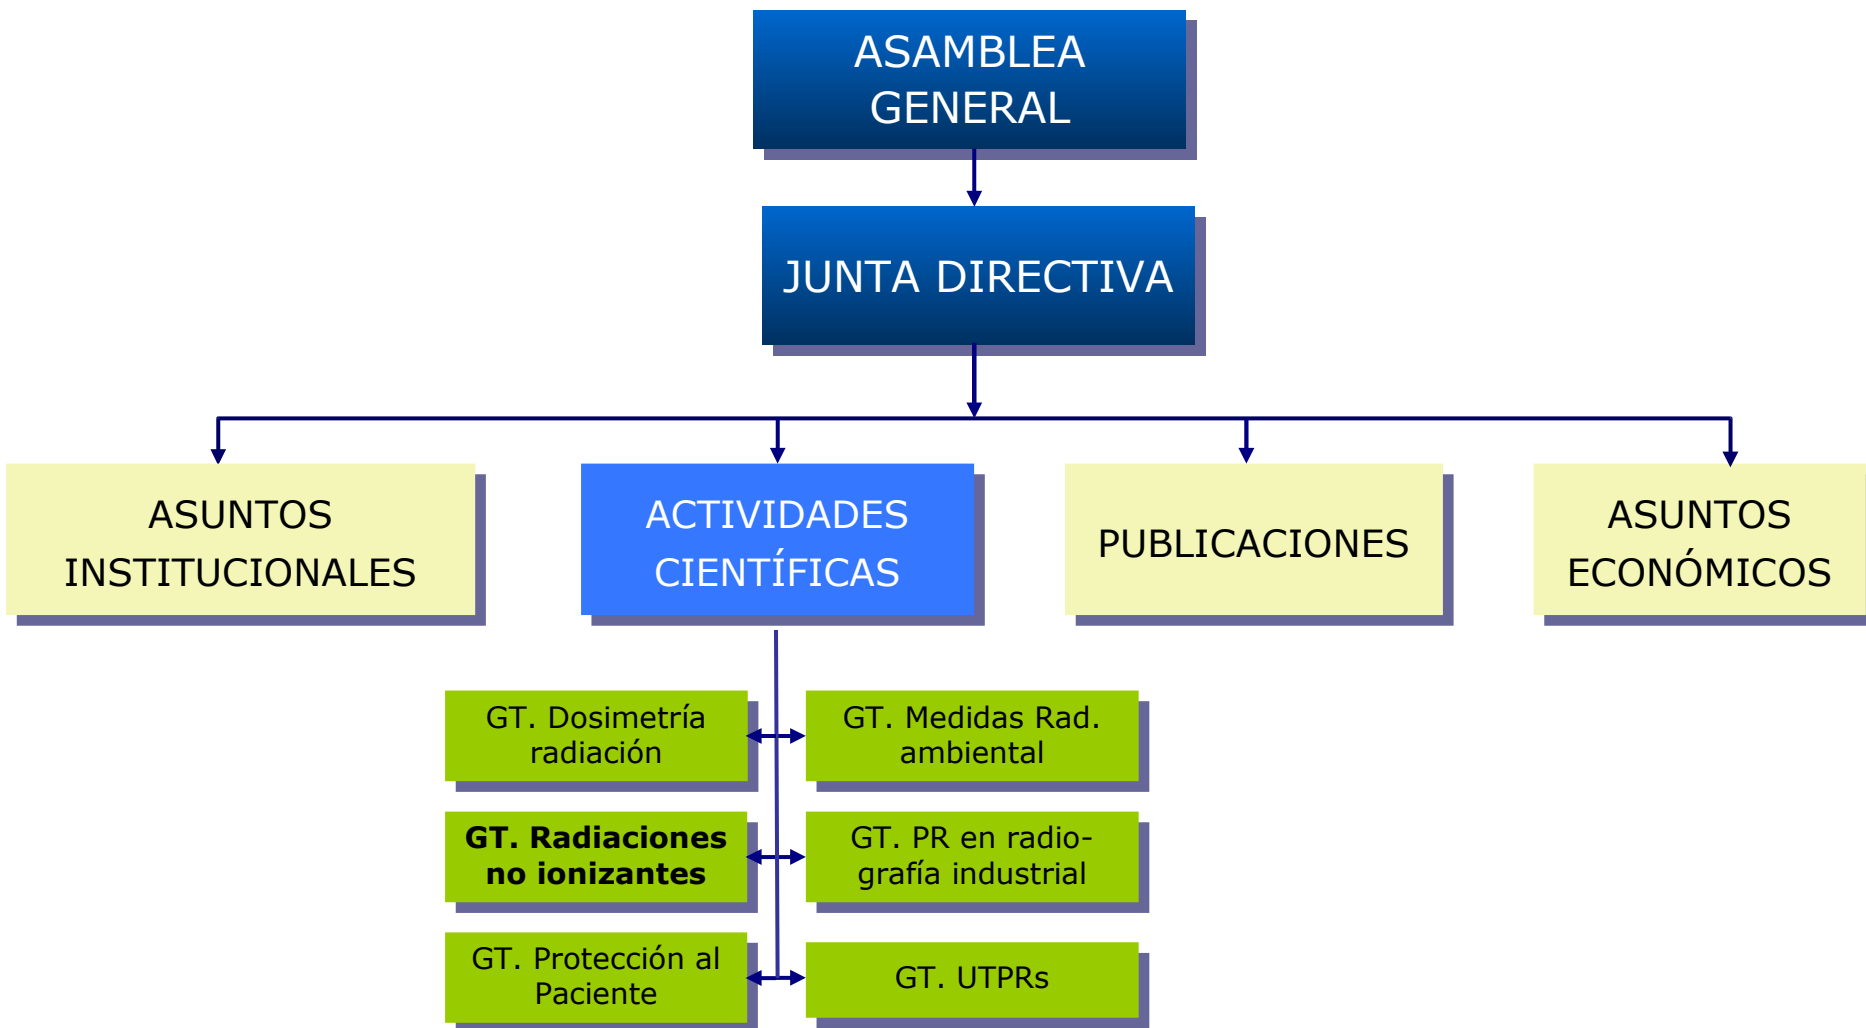 ASAMBLEA
GENERAL
JUNTA DIRECTIVA
ASUNTOS
INSTITUCIONALES
ACTIVIDADES
CIENTÍFICAS
PUBLICACIONES
ASUNTOS
ECONÓMICOS
GT. Dosimetría
radiación
GT. Medidas Rad.
ambiental
GT. Radiaciones
no ionizantes
GT. PR en radio-
grafía industrial
GT. Protección al
Paciente
GT. UTPRs